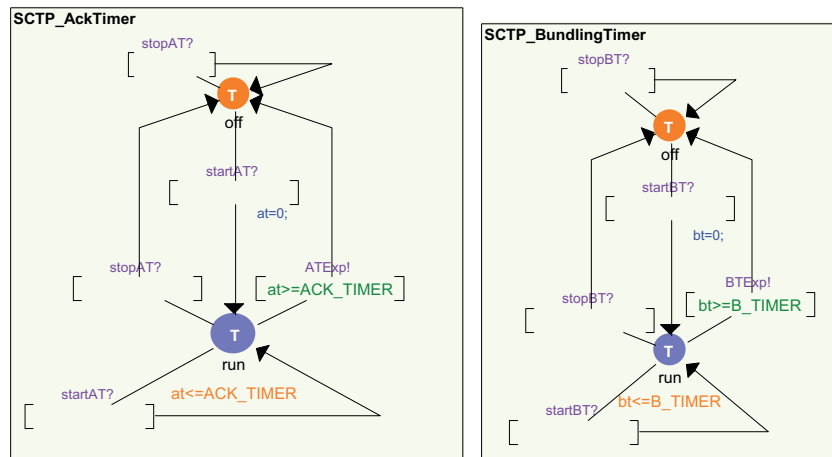 SCTP_AckTimer
stopAT?
T
off
startAT?
at=0;
stopAT?
ATExp!
at>=ACK_TIMER
T
run
startAT?
at<=ACK_TIMER
SCTP_BundlingTimer
stopBT?
T
off
startBT?
bt=0;
BTExp!
stopBT?
bt>=B_TIMER
T
run
startBT?
bt<=B_TIMER